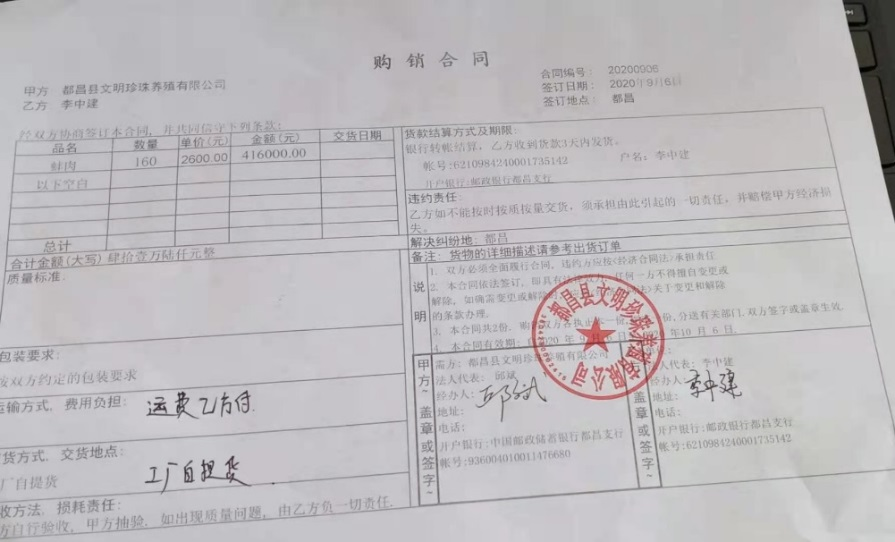 购销合同
甲方 都昌县文明珍珠养殖有限公司
乙方 李中建
合同编号: 20200906
签订日期: 2020年9月6日
签订地点: 都昌
经双方协商签订本合同,并共同信守下列条款:
品名 数量 单价(元) 金额(元) 交货日期
蚌肉 160 2600.00 416000.00
以下空白
总计
合计金额(大写) 肆拾壹万陆仟元整
质量标准:
包装要求:
按双方约定的包装要求
运输方式,费用负担: 运费乙方付.
货方式,交货地点:
厂自提货 工厂自提货.
收方法,损耗责任:
方自行验收,甲方抽验.如出现质量问题,由乙方负一切责任.
货款结算方式及期限:
银行转帐结算,乙方收到货款3天内发货。
帐号:6210984240001735142 户名: 李中建
开户银行:邮政银行都昌支行
违约责任:
乙方如不能按时按质按量交货,须承担由此引起的一切责任,并赔偿甲方经济损
失。
解决纠纷地: 都昌
备注: 货物的详细描述请参考出货订单
说明
1. 双方必须全面履行合同,违约方应按<经济合同法>承担责任
2. 本合同依法签订,即具有法律效力,任何一方不得擅自变更或
解除,如确需变更或解除时 法>关于变更和解除
的条款办理。
3. 本合同共2份. 购 双方各执 一份, 份,分送有关部门.双方签字或盖章生效.
4. 本合同有效期: 2020 年 9月6日 年10 月 6 日.
甲方~盖章或签字~
需方: 都昌县文明珍珠养殖有限公司
法人代表: 邱斌
经办人: 邱斌
地址:
电话:
开户银行:中国邮政储蓄银行都昌支行
帐号:936004010011476680
盖章或签字~
人代表: 李中建
经办人: 李中建
地址:
电话:
开户银行:邮政银行都昌支行
帐号:6210984240001735142
都昌县文明珍珠养殖有限公司